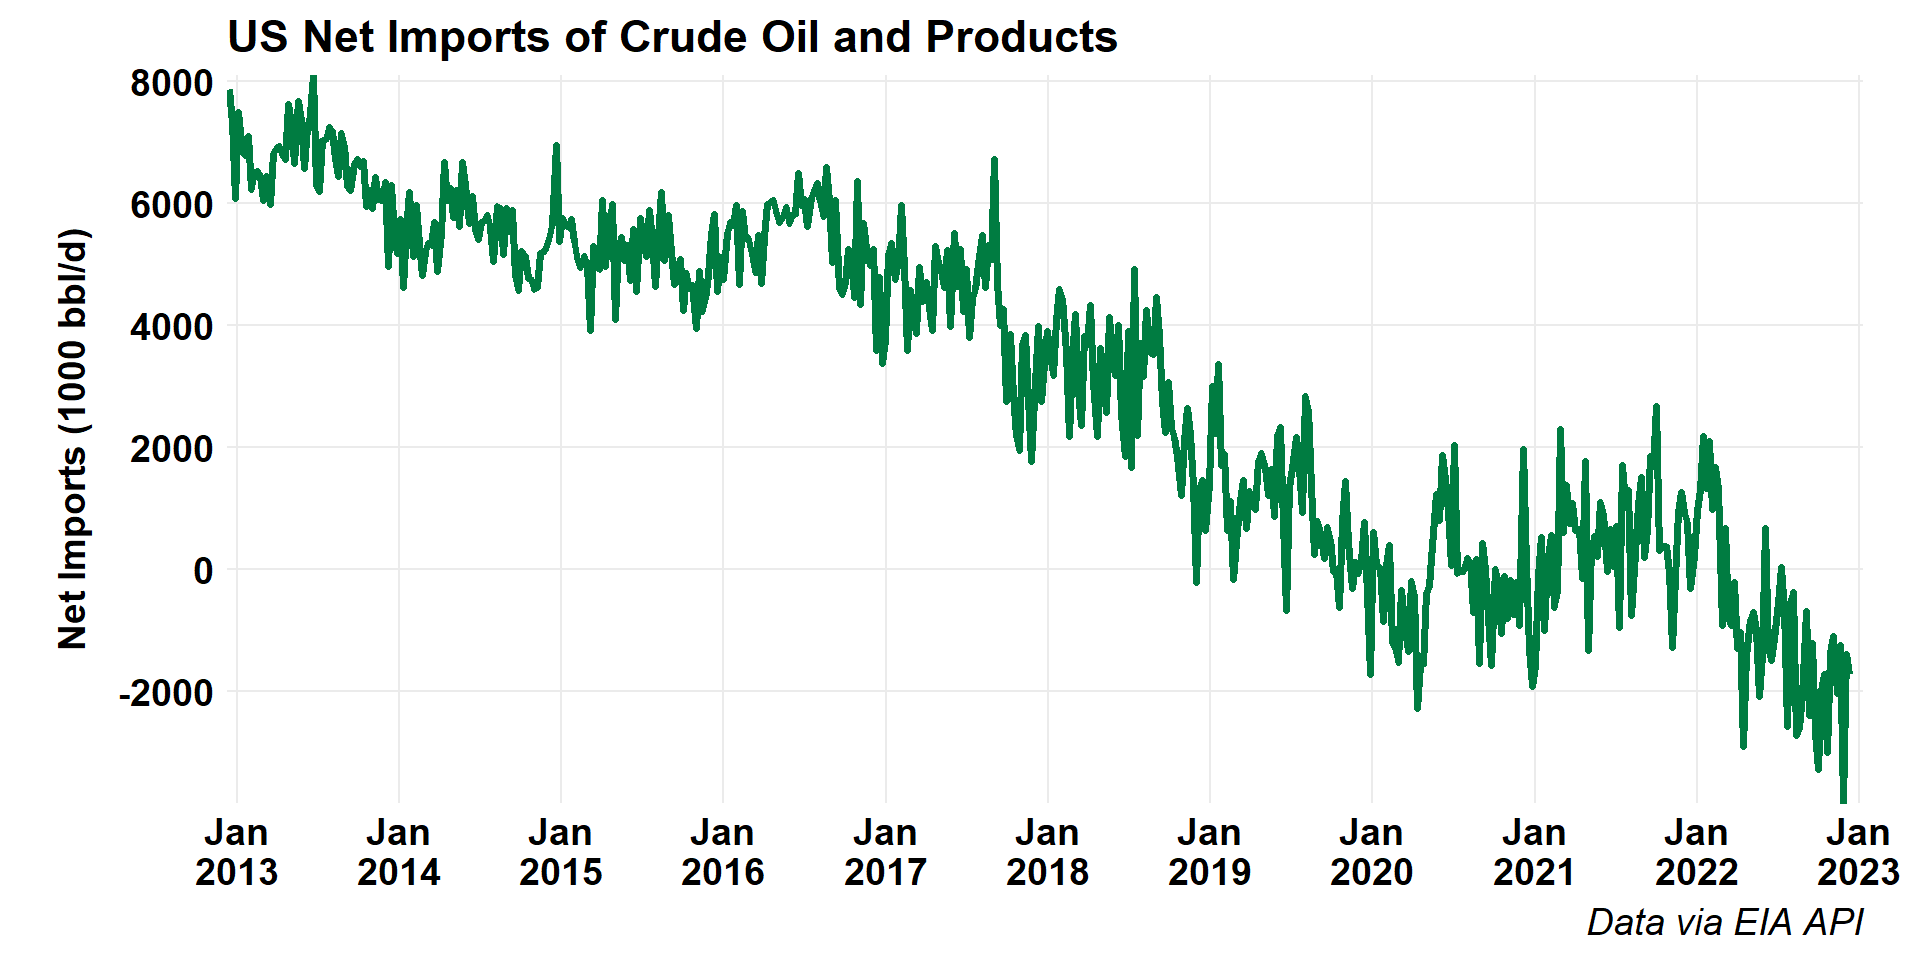 US Net Imports of Crude Oil and Products
Net Imports (1000 bbl/d)
8000
6000
4000
2000
0
-2000
Jan Jan Jan Jan Jan Jan Jan Jan Jan Jan Jan
2013 2014 2015 2016 2017 2018 2019 2020 2021 2022 2023
Data via EIA API